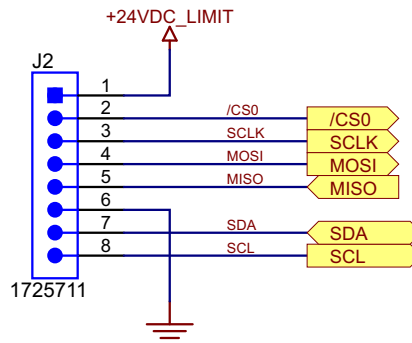 +24VDC_LIMIT
J2
1
2 /CS0 /CS0
3 SCLK SCLK
4 MOSI MOSI
5 MISO MISO
6
7 SDA SDA
8 SCL SCL
1725711